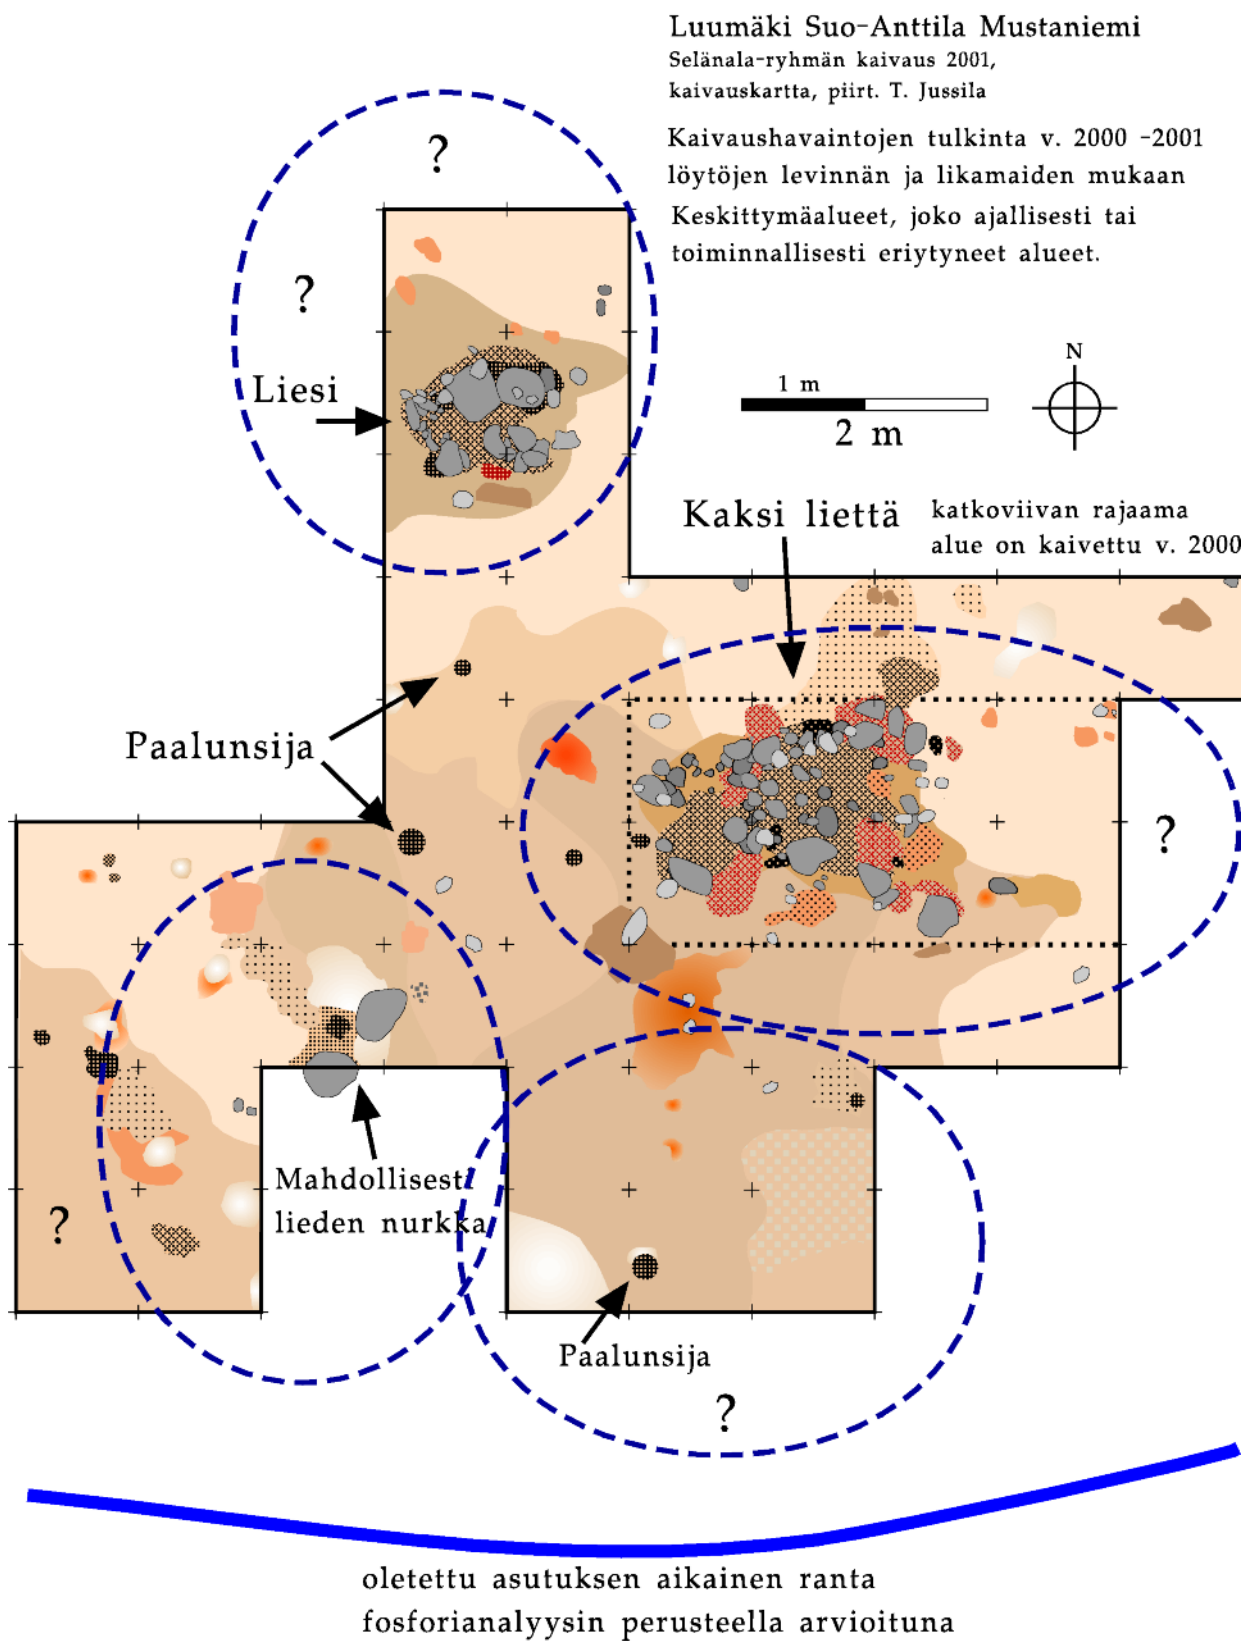 Luumäki Suo-Anttila Mustaniemi
Selänala-ryhmän kaivaus 2001,
kaivauskartta, piirt. T. Jussila
Kaivaushavaintojen tulkinta v. 2000 -2001
löytöjen levinnän ja likamaiden mukaan
Keskittymäalueet, joko ajallisesti tai
toiminnallisesti eriytyneet alueet.
?
?
Liesi
1 m
2 m
N
Kaksi liettä
katkoviivan rajaama
alue on kaivettu v. 2000
Paalunsija
?
Mahdollisesti
lieden nurkka
?
Paalunsija
?
oletettu asutuksen aikainen ranta
fosforianalyysin perusteella arvioituna